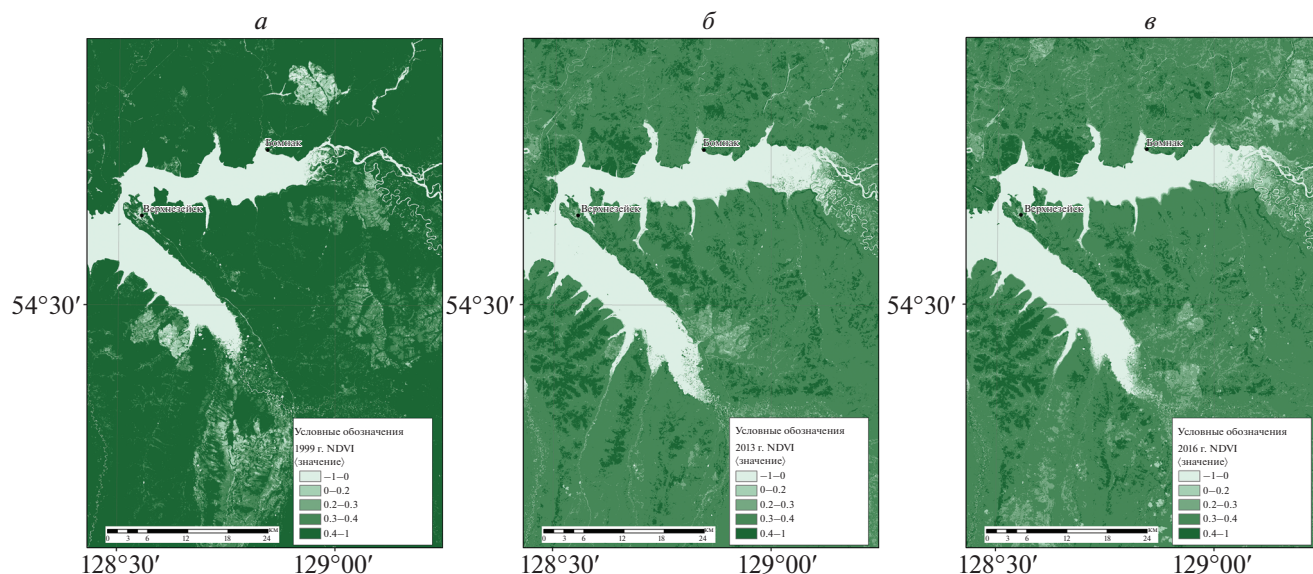 а
б
в
Бомнак
Верхнезейск
Бомнак
Верхнезейск
Бомнак
Верхнезейск
54°30′
54°30′
54°30′
Условные обозначения
1999 г. NDVI
⟨значение⟩
−1–0
0–0.2
0.2–0.3
0.3–0.4
0.4–1
Условные обозначения
2013 г. NDVI
⟨значение⟩
−1–0
0–0.2
0.2–0.3
0.3–0.4
0.4–1
Условные обозначения
2016 г. NDVI
⟨значение⟩
−1–0
0–0.2
0.2–0.3
0.3–0.4
0.4–1
км
0 3 6 12 18 24
км
0 3 6 12 18 24
км
0 3 6 12 18 24
128°30′ 129°00′
128°30′ 129°00′
128°30′ 129°00′